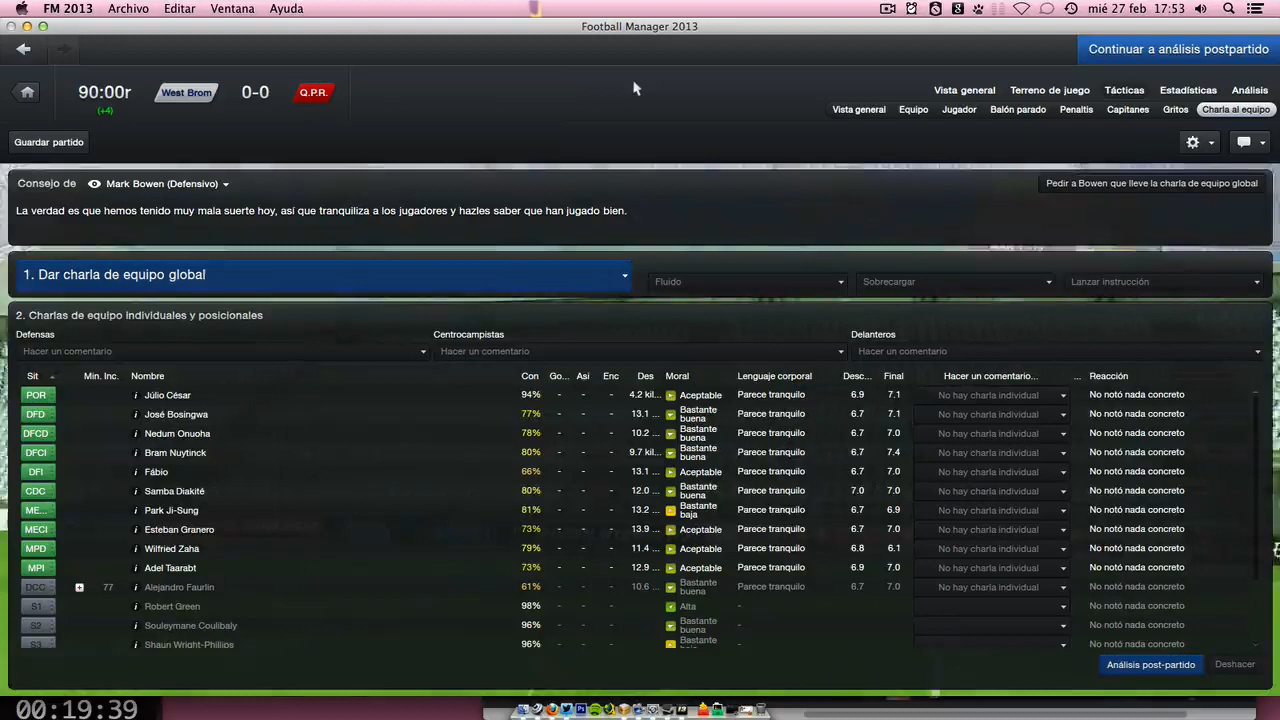 FM 2013 Archivo Editar Ventana Ayuda mié 27 feb 17:53
Football Manager 2013
Continuar a análisis postpartido
90:00r West Brom 0-0 Q.P.R.
(+4)
Vista general Terreno de juego Tácticas Estadísticas Análisis
Vista general Equipo Jugador Balón parado Penaltis Capitanes Gritos Charla al equipo
Guardar partido
Consejo de Mark Bowen (Defensivo) Pedir a Bowen que lleve la charla de equipo global
La verdad es que hemos tenido muy mala suerte hoy, así que tranquiliza a los jugadores y hazles saber que han jugado bien.
1. Dar charla de equipo global Fluido Sobrecargar Lanzar instrucción
2. Charlas de equipo individuales y posicionales
Defensas Centrocampistas Delanteros
Hacer un comentario Hacer un comentario Hacer un comentario
Sit Min. Inc. Nombre Con Go... Asi Enc Des Moral Lenguaje corporal Desc... Final Hacer un comentario... ... Reacción
POR i Júlio César 94% - - - 4.2 kil... Aceptable Parece tranquilo 6.9 7.1 No hay charla individual No notó nada concreto
DFD i José Bosingwa 77% - - - 13.1 ... Bastante buena Parece tranquilo 6.7 7.1 No hay charla individual No notó nada concreto
DFCD i Nedum Onuoha 78% - - - 10.2 ... Bastante buena Parece tranquilo 6.7 7.0 No hay charla individual No notó nada concreto
DFCI i Bram Nuytinck 80% - - - 9.7 kil... Bastante buena Parece tranquilo 6.7 7.4 No hay charla individual No notó nada concreto
DFI i Fábio 66% - - - 13.1 ... Aceptable Parece tranquilo 6.7 7.0 No hay charla individual No notó nada concreto
CDC i Samba Diakité 80% - - - 12.0 ... Bastante buena Parece tranquilo 7.0 7.0 No hay charla individual No notó nada concreto
ME... i Park Ji-Sung 81% - - - 13.2 ... Bastante baja Parece tranquilo 6.7 6.9 No hay charla individual No notó nada concreto
MECI i Esteban Granero 73% - - - 13.9 ... Aceptable Parece tranquilo 6.7 7.0 No hay charla individual No notó nada concreto
MPD i Wilfried Zaha 79% - - - 11.4 ... Aceptable Parece tranquilo 6.8 6.1 No hay charla individual No notó nada concreto
MPI i Adel Taarabt 73% - - - 12.9 ... Aceptable Parece tranquilo 6.9 7.0 No hay charla individual No notó nada concreto
DCC 77 i Alejandro Faurlin 61% - - - 10.6 ... Bastante buena Parece tranquilo 6.7 7.0 No hay charla individual No notó nada concreto
S1 i Robert Green 98% - - - Alta - No notó nada concreto
S2 i Souleymane Coulibaly 96% - - - Bastante buena - No notó nada concreto
S3 i Shaun Wright-Phillips 96% - - - Bastante - No notó nada concreto
Análisis post-partido Deshacer
00:19:39